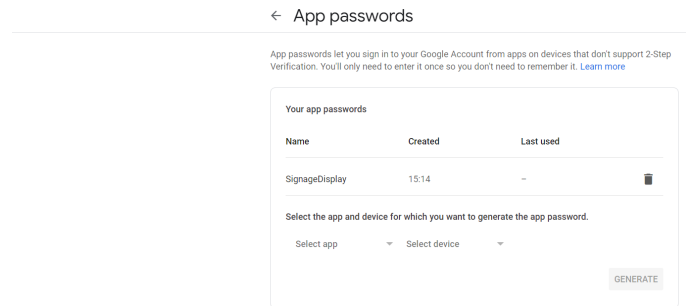 App passwords
App passwords let you sign in to your Google Account from apps on devices that don't support 2-Step
Verification. You'll only need to enter it once so you don't need to remember it. Learn more
Your app passwords
Name Created Last used
SignageDisplay 15:14 –
Select the app and device for which you want to generate the app password.
Select app Select device
GENERATE